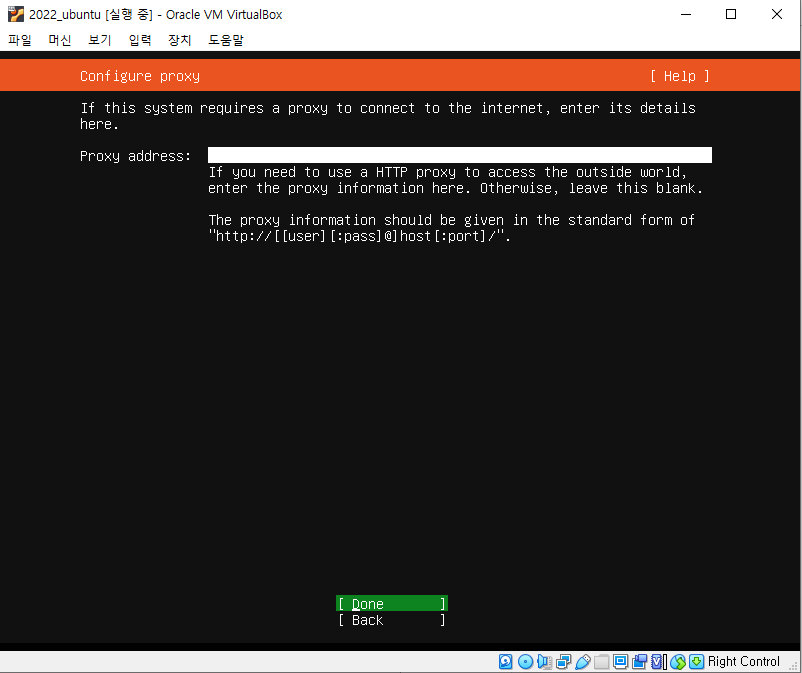 2022_ubuntu [실행 중] - Oracle VM VirtualBox
파일 머신 보기 입력 장치 도움말
Configure proxy [ Help ]
If this system requires a proxy to connect to the internet, enter its details
here.
Proxy address:
If you need to use a HTTP proxy to access the outside world,
enter the proxy information here. Otherwise, leave this blank.
The proxy information should be given in the standard form of
"http://[[user][:pass]@]host[:port]/".
[ Done ]
[ Back ]
Right Control